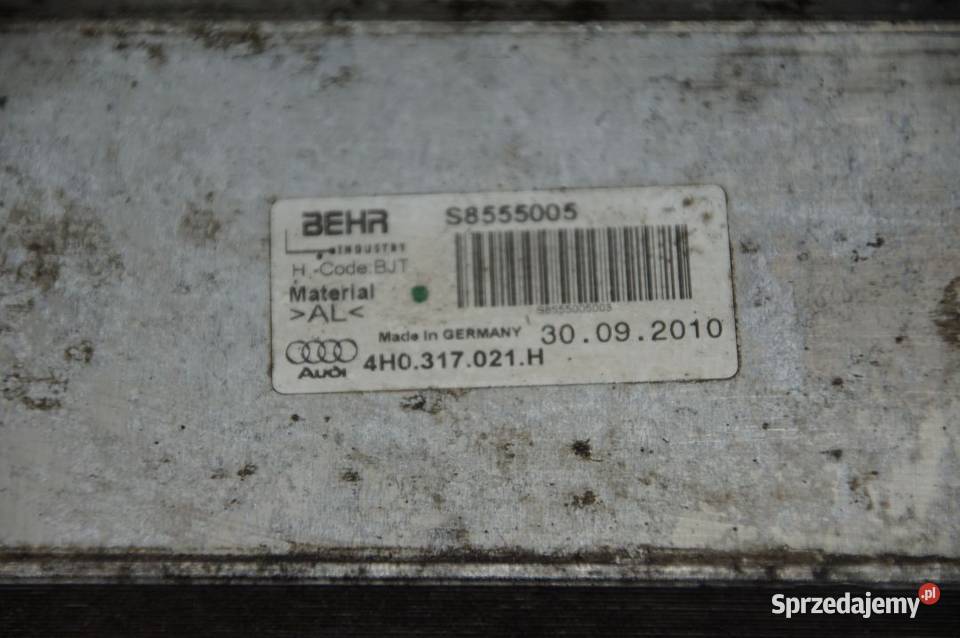 BEHR
INDUSTRY
S8555005
H.-Code:BJT
Material
>AL<
S8555005003
Made In GERMANY 30.09.2010
Audi 4H0.317.021.H
Sprzedajemy.pl